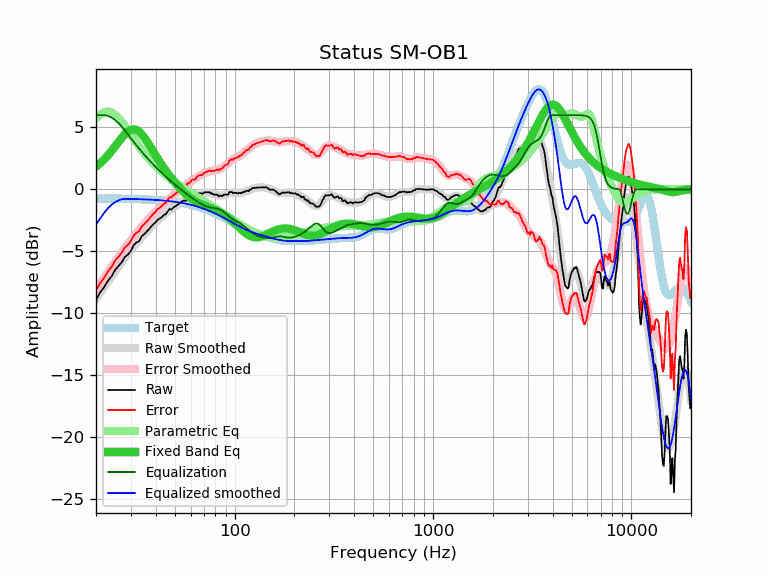 Status SM-OB1
Amplitude (dBr)
5
0
−5
−10
−15
−20
−25
Target
Raw Smoothed
Error Smoothed
Raw
Error
Parametric Eq
Fixed Band Eq
Equalization
Equalized smoothed
100
1000
10000
Frequency (Hz)